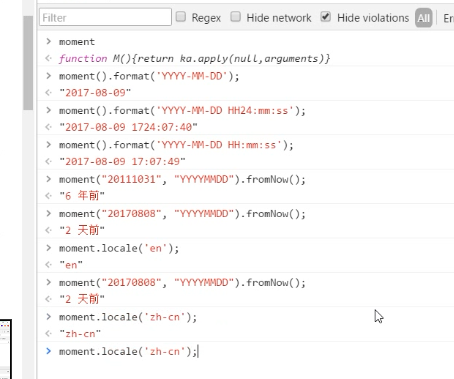 Filter Regex Hide network Hide violations All Er
> moment
< function M(){return ka.apply(null,arguments)}
> moment().format('YYYY-MM-DD');
< "2017-08-09"
> moment().format('YYYY-MM-DD HH24:mm:ss');
< "2017-08-09 1724:07:40"
> moment().format('YYYY-MM-DD HH:mm:ss');
< "2017-08-09 17:07:49"
> moment("20111031", "YYYYMMDD").fromNow();
< "6 年前"
> moment("20170808", "YYYYMMDD").fromNow();
< "2 天前"
> moment.locale('en');
< "en"
> moment("20170808", "YYYYMMDD").fromNow();
< "2 天前"
> moment.locale('zh-cn');
< "zh-cn"
> moment.locale('zh-cn');